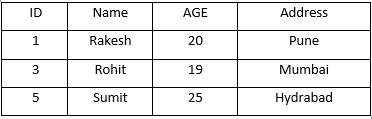 ID Name AGE Address
1 Rakesh 20 Pune
3 Rohit 19 Mumbai
5 Sumit 25 Hydrabad